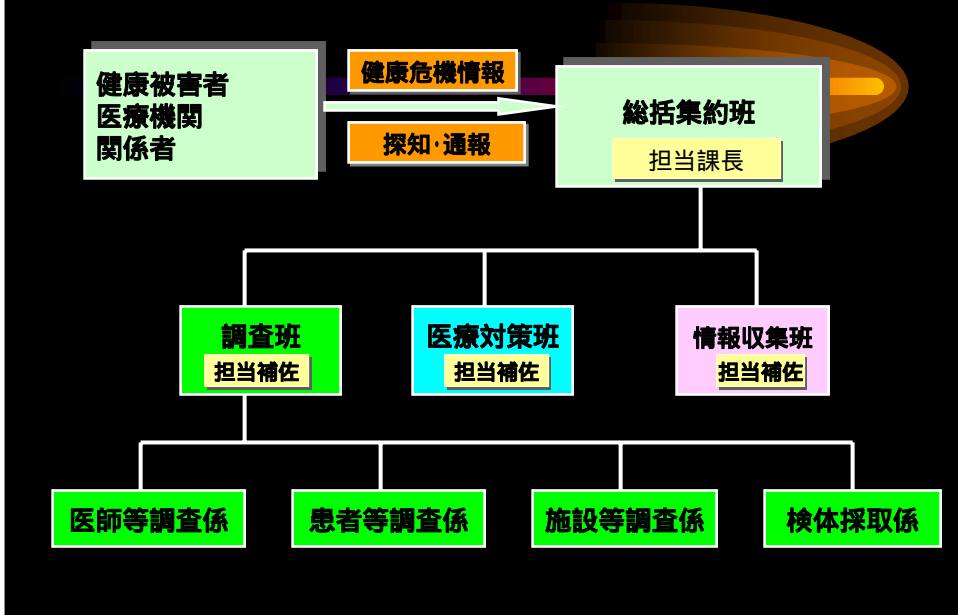 健康被害者
医療機関
関係者
健康危機情報
探知･通報
総括集約班
担当課長
調査班
担当補佐
医療対策班
担当補佐
情報収集班
担当補佐
医師等調査係
患者等調査係
施設等調査係
検体採取係